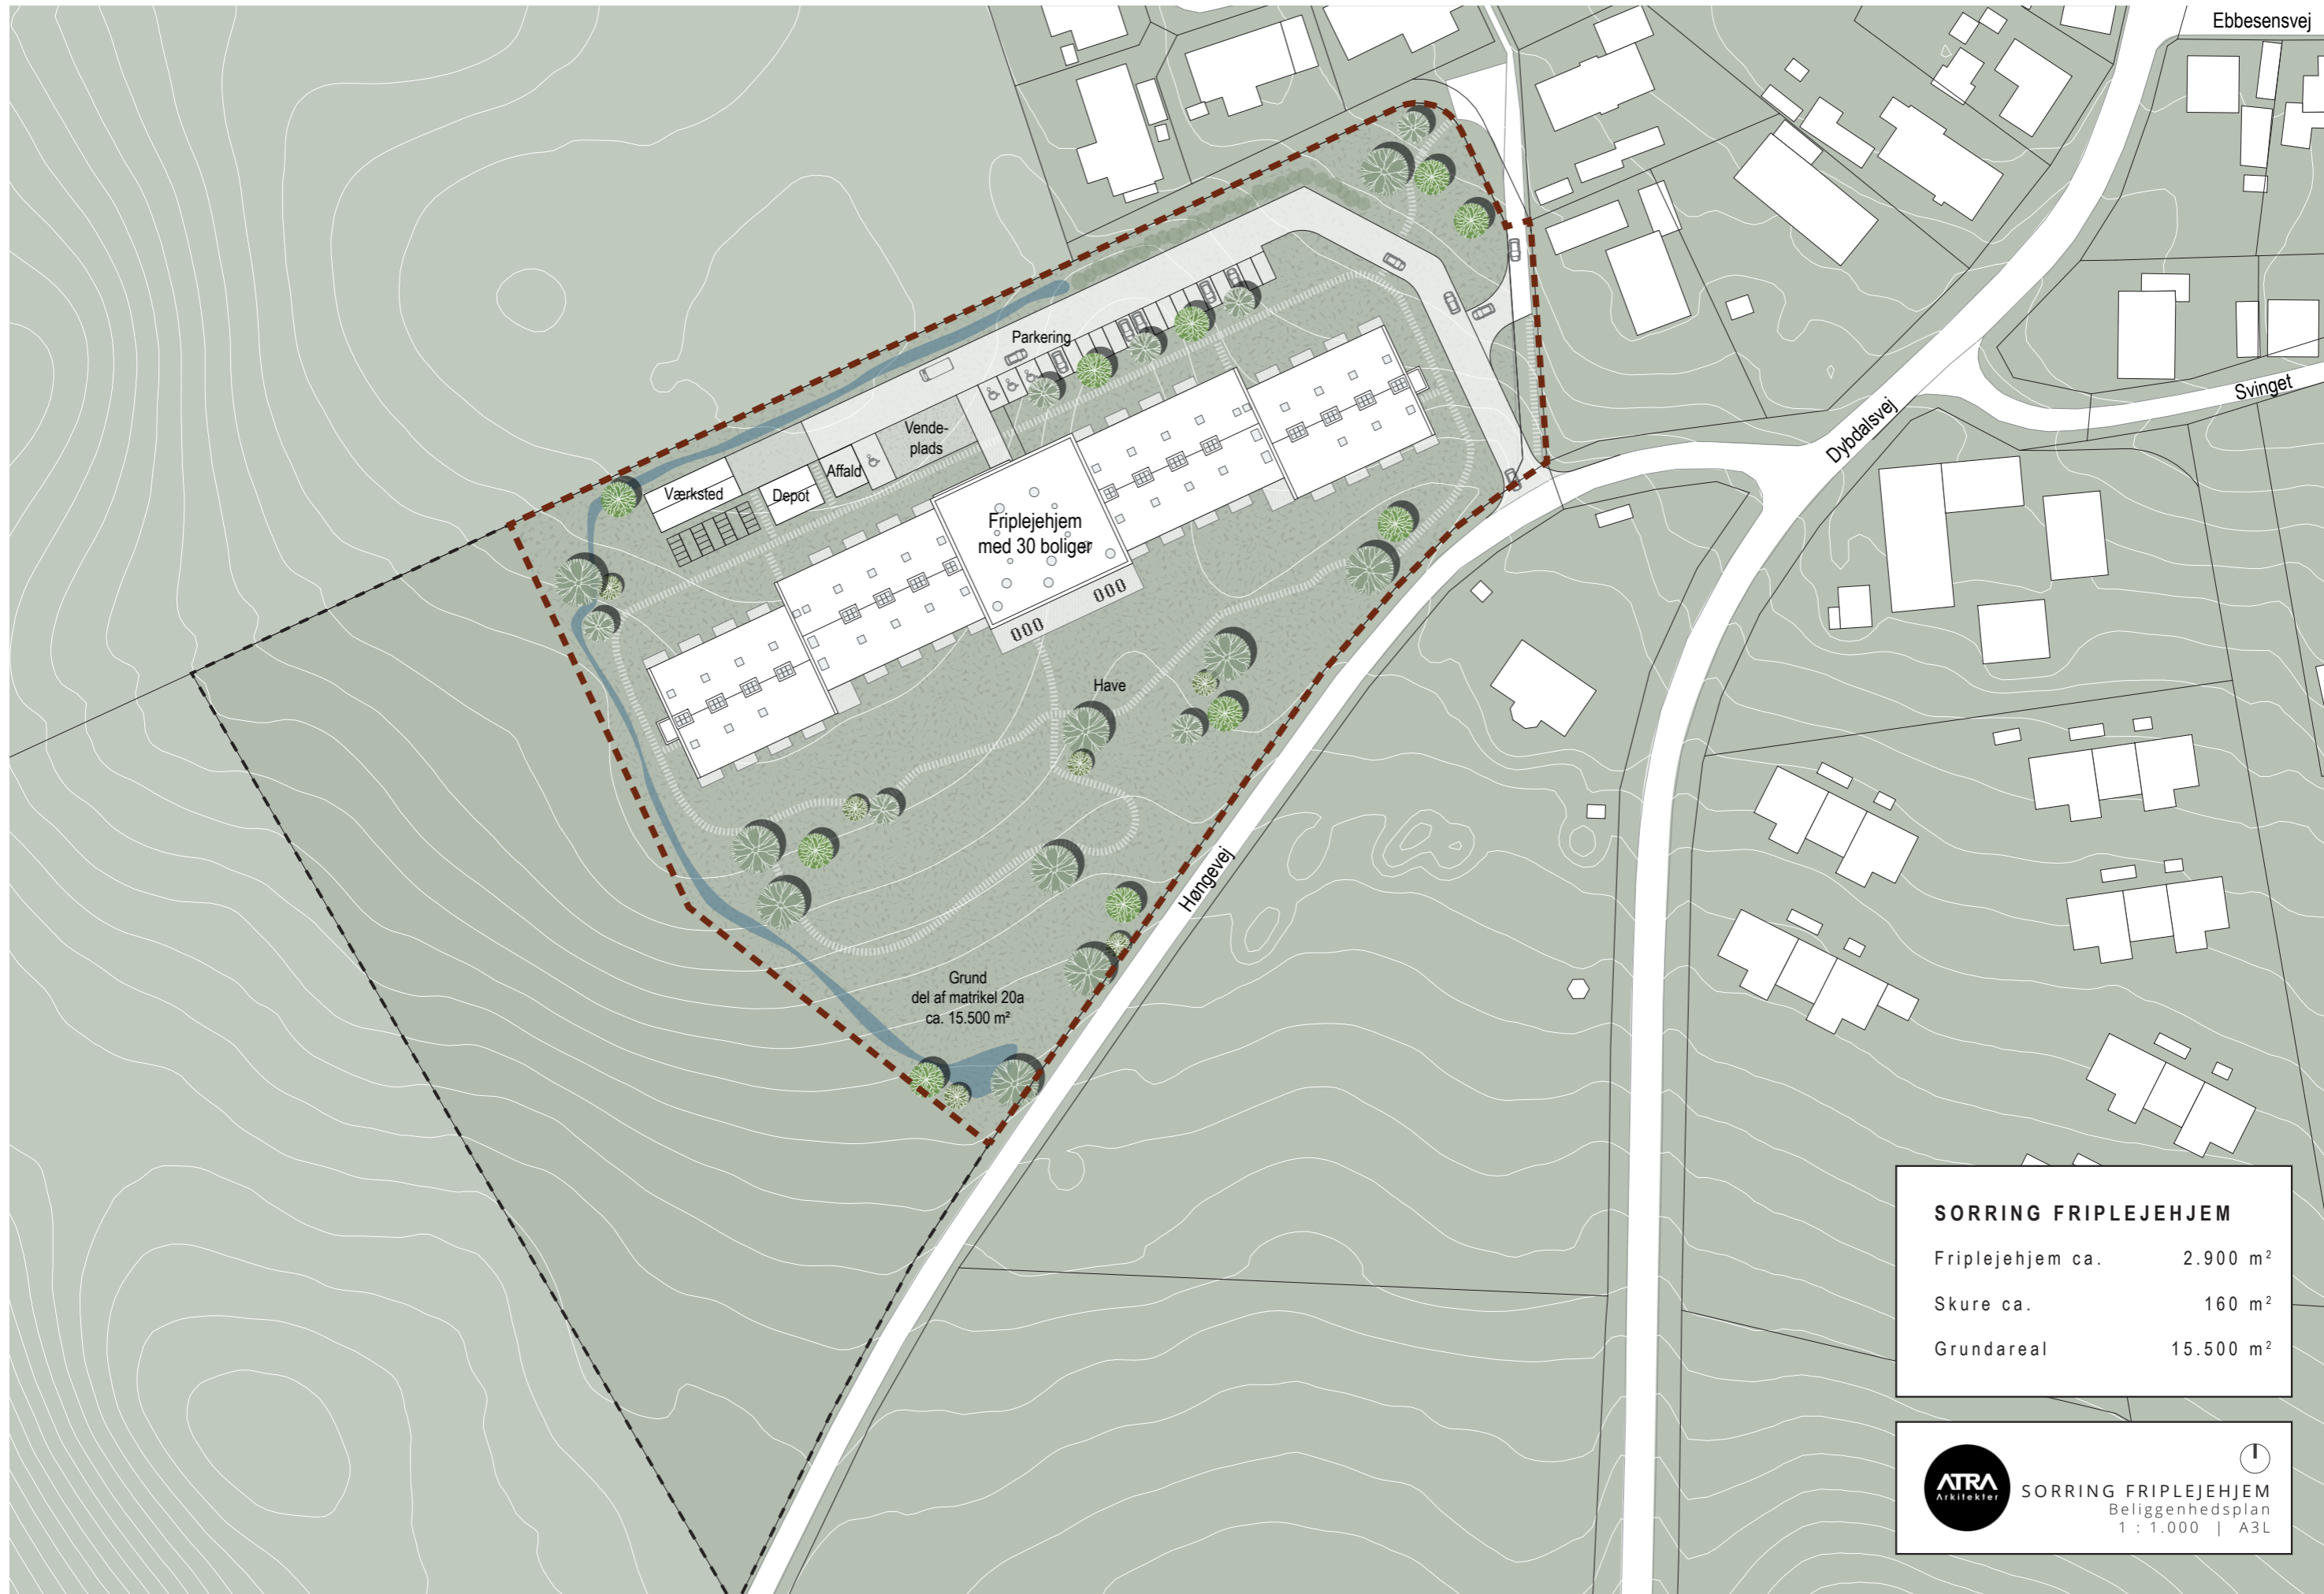 Ebbesensvej
Svinget
Dybdalsvej
Parkering
Vende-
plads
Affald
Værksted
Depot
Friplejehjem
med 30 boliger
Have
Høngevej
Grund
del af matrikel 20a
ca. 15.500 m²
SORRING FRIPLEJEHJEM
Friplejehjem ca. 2.900 m²
Skure ca. 160 m²
Grundareal 15.500 m²
ATRA
Arkitekter
SORRING FRIPLEJEHJEM
Beliggenhedsplan
1 : 1.000 | A3L